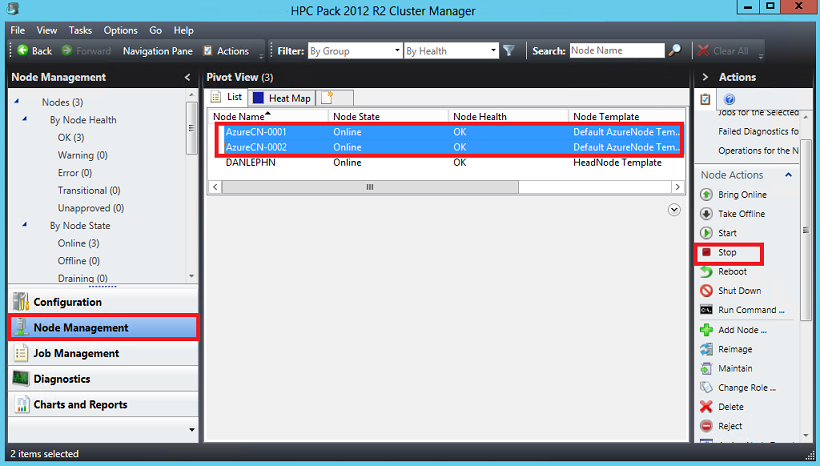 HPC Pack 2012 R2 Cluster Manager
File View Tasks Options Go Help
Back Forward Navigation Pane Actions Filter: By Group By Health Search: Node Name Clear All
Node Management
Nodes (3)
By Node Health
OK (3)
Warning (0)
Error (0)
Transitional (0)
Unapproved (0)
By Node State
Online (3)
Offline (0)
Draining (0)
Configuration
Node Management
Job Management
Diagnostics
Charts and Reports
Pivot View (3)
List Heat Map
Node Name Node State Node Health Node Template
AzureCN-0001 Online OK Default AzureNode Tem...
AzureCN-0002 Online OK Default AzureNode Tem...
DANLEPHN Online OK HeadNode Template
Actions
Jobs for the Selected
Failed Diagnostics fo
Operations for the N
Node Actions
Bring Online
Take Offline
Start
Stop
Reboot
Shut Down
Run Command ...
Add Node ...
Reimage
Maintain
Change Role ...
Delete
Reject
2 items selected